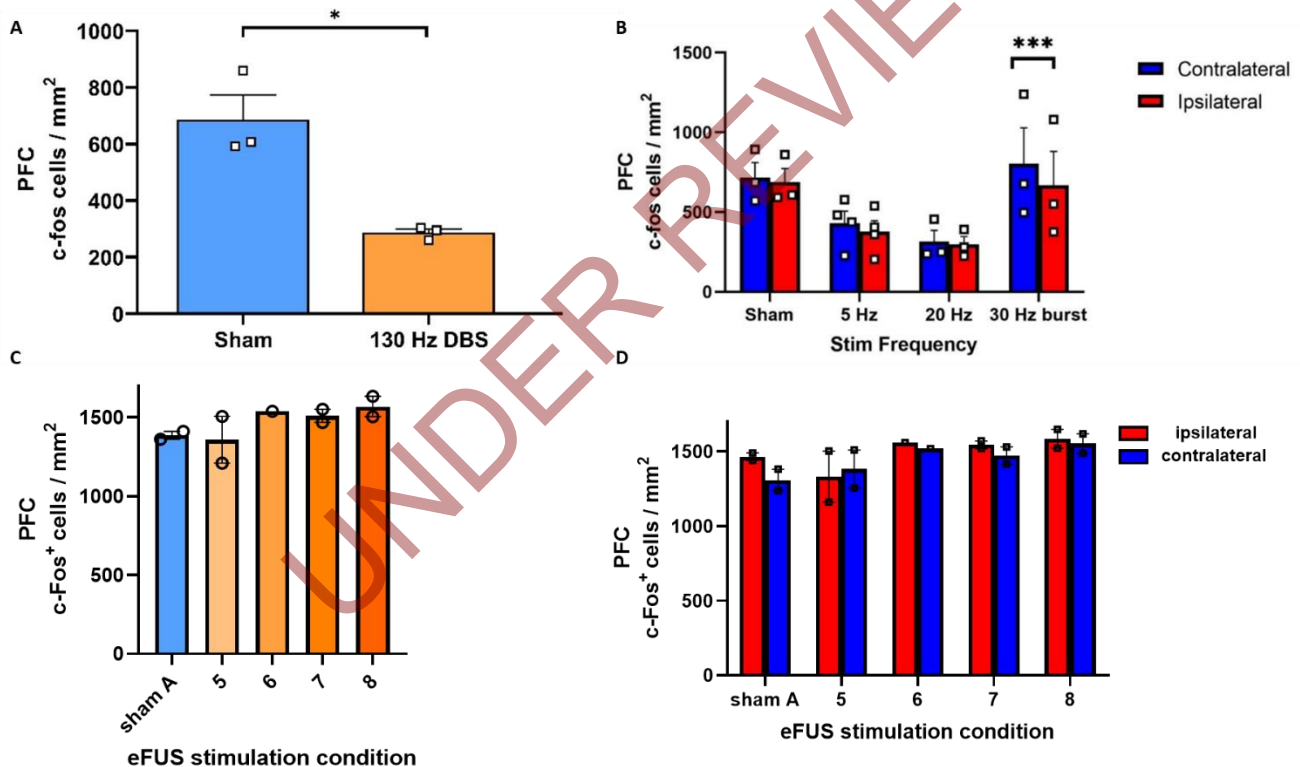 A
*
1000
800
600
400
200
0
PFC
c-fos cells / mm²
Sham
130 Hz DBS
B
***
1500
1000
500
0
PFC
c-fos cells / mm²
Sham
5 Hz
20 Hz
30 Hz burst
Stim Frequency
Contralateral
Ipsilateral
C
1500
1000
500
0
PFC
c-Fos⁺ cells / mm²
sham A
5
6
7
8
eFUS stimulation condition
D
1500
1000
500
0
PFC
c-Fos⁺ cells / mm²
sham A
5
6
7
8
eFUS stimulation condition
ipsilateral
contralateral
UNDER REVIE